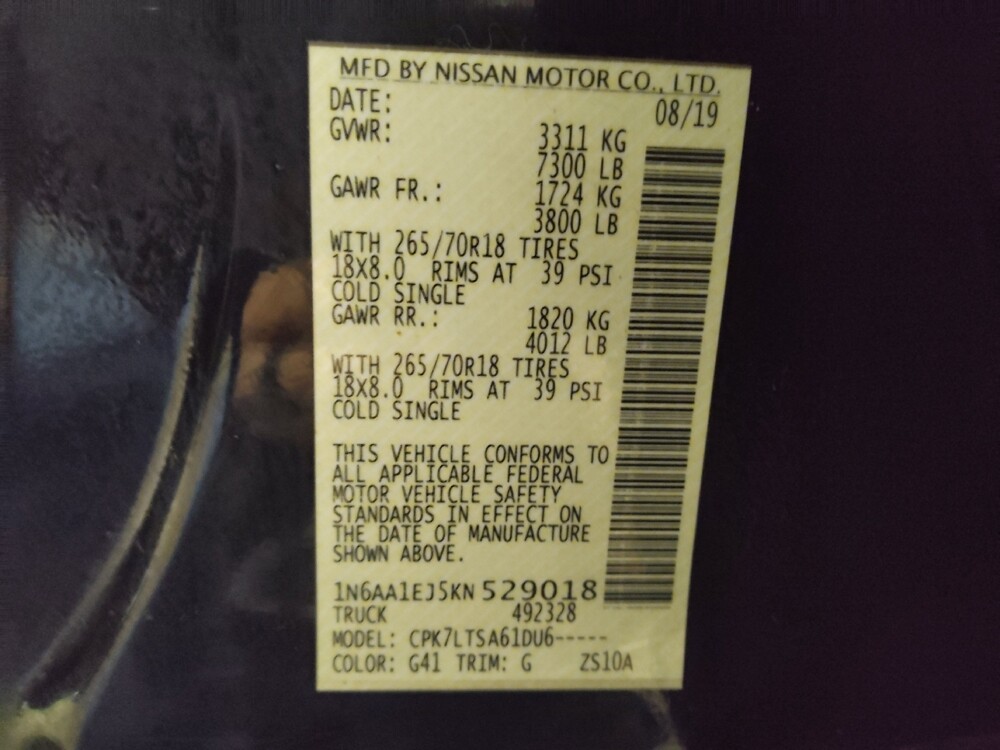 MFD BY NISSAN MOTOR CO., LTD.
DATE: 08/19
GVWR: 3311 KG
7300 LB
GAWR FR.: 1724 KG
3800 LB
WITH 265/70R18 TIRES
18X8.0 RIMS AT 39 PSI
COLD SINGLE
GAWR RR.: 1820 KG
4012 LB
WITH 265/70R18 TIRES
18X8.0 RIMS AT 39 PSI
COLD SINGLE
THIS VEHICLE CONFORMS TO
ALL APPLICABLE FEDERAL
MOTOR VEHICLE SAFETY
STANDARDS IN EFFECT ON
THE DATE OF MANUFACTURE
SHOWN ABOVE.
1N6AA1EJ5KN 529018
TRUCK 492328
MODEL: CPK7LTSA61DU6-----
COLOR: G41 TRIM: G ZS10A